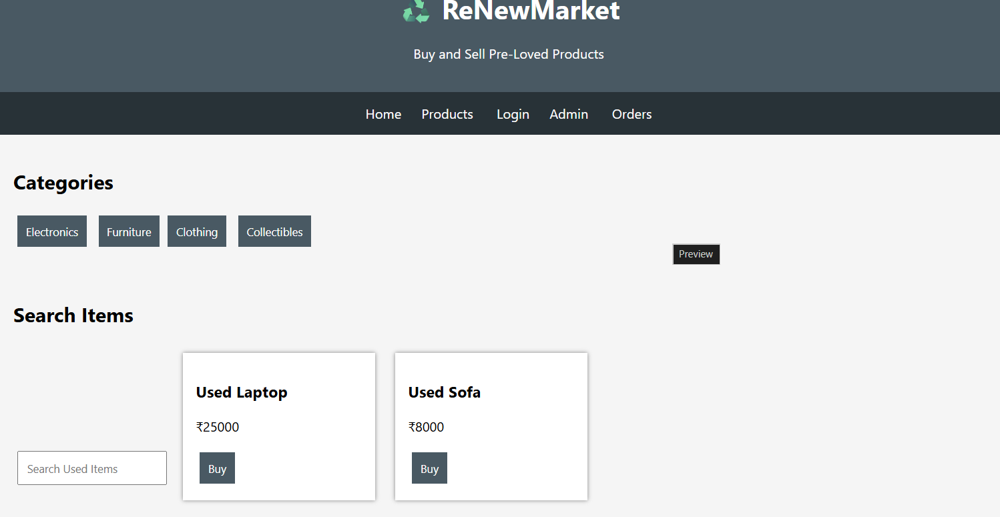 ReNewMarket
Buy and Sell Pre-Loved Products
Home Products Login Admin Orders
Categories
Electronics Furniture Clothing Collectibles
Preview
Search Items
Used Laptop
₹25000
Buy
Used Sofa
₹8000
Buy
Search Used Items